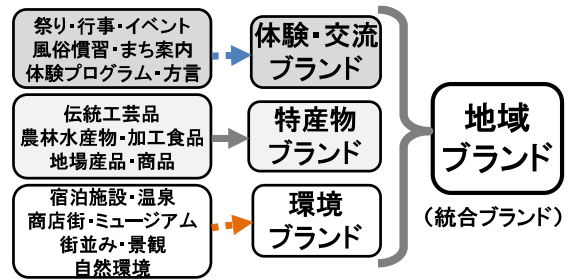 祭り・行事・イベント
風俗慣習・まち案内
体験プログラム・方言
体験・交流
ブランド
伝統工芸品
農林水産物・加工食品
地場産品・商品
特産物
ブランド
宿泊施設・温泉
商店街・ミュージアム
街並み・景観
自然環境
環境
ブランド
地域
ブランド
（統合ブランド）